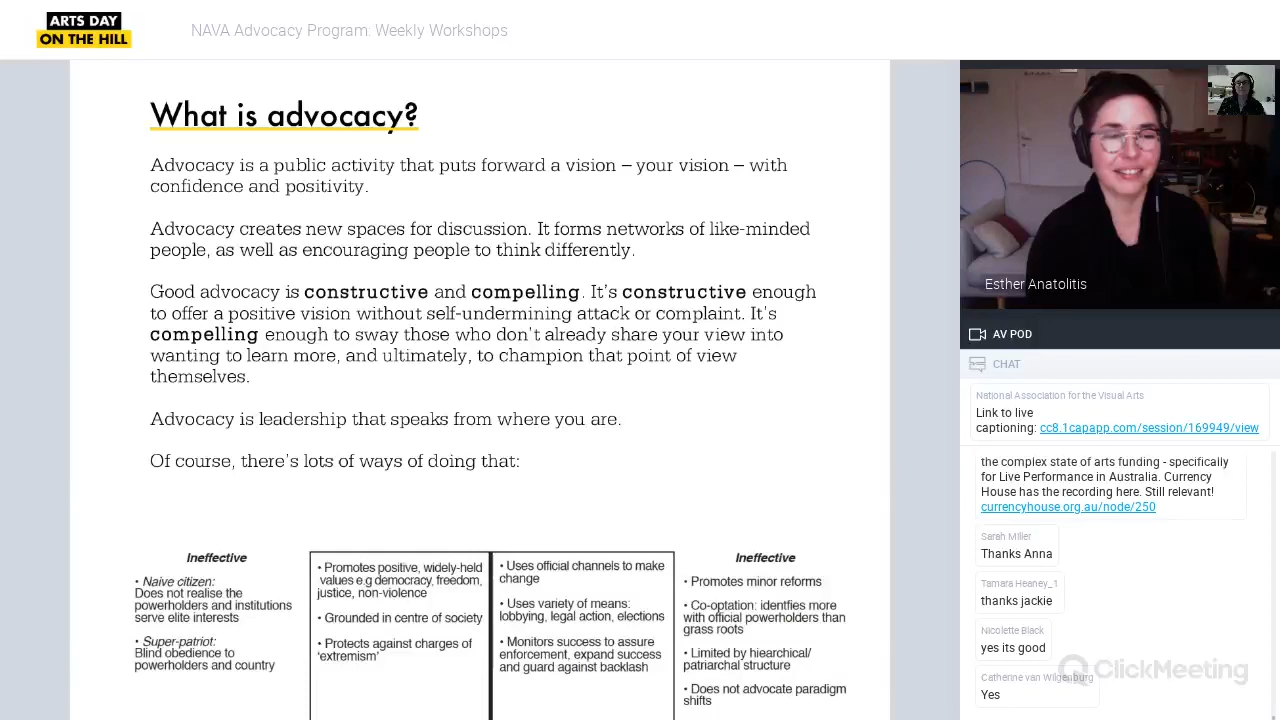 ARTS DAY
ON THE HILL
NAVA Advocacy Program: Weekly Workshops
What is advocacy?
Advocacy is a public activity that puts forward a vision – your vision – with
confidence and positivity.
Advocacy creates new spaces for discussion. It forms networks of like-minded
people, as well as encouraging people to think differently.
Good advocacy is constructive and compelling. It's constructive enough
to offer a positive vision without self-undermining attack or complaint. It's
compelling enough to sway those who don't already share your view into
wanting to learn more, and ultimately, to champion that point of view
themselves.
Advocacy is leadership that speaks from where you are.
Of course, there's lots of ways of doing that:
Ineffective
• Naive citizen:
Does not realise the
powerholders and institutions
serve elite interests
• Super-patriot:
Blind obedience to
powerholders and country
• Promotes positive, widely-held
values e.g democracy, freedom,
justice, non-violence
• Grounded in centre of society
• Protects against charges of
'extremism'
• Uses official channels to make
change
• Uses variety of means:
lobbying, legal action, elections
• Monitors success to assure
enforcement, expand success
and guard against backlash
Ineffective
• Promotes minor reforms
• Co-optation: identfies more
with official powerholders than
grass roots
• Limited by hiearchical/
patriarchal structure
• Does not advocate paradigm
shifts
Esther Anatolitis
AV POD
CHAT
National Association for the Visual Arts
Link to live
captioning: cc8.1capapp.com/session/169949/view
the complex state of arts funding - specifically
for Live Performance in Australia. Currency
House has the recording here. Still relevant!
currencyhouse.org.au/node/250
Sarah Miller
Thanks Anna
Tamara Heaney_1
thanks jackie
Nicolette Black
yes its good
Catherine van Wilgenburg
Yes
ClickMeeting